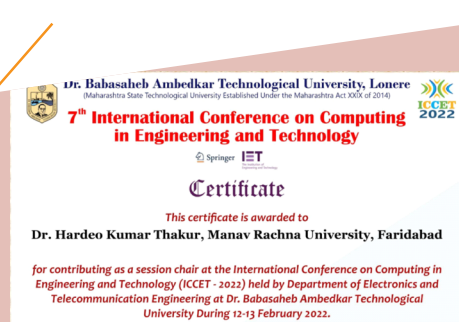 Dr. Babasaheb Ambedkar Technological University, Lonere
(Maharashtra State Technological University Established Under the Maharashtra Act XXIX of 2014)
7th International Conference on Computing
in Engineering and Technology
ICCET
2022
Springer IET
Certificate
This certificate is awarded to
Dr. Hardeo Kumar Thakur, Manav Rachna University, Faridabad
for contributing as a session chair at the International Conference on Computing in
Engineering and Technology (ICCET - 2022) held by Department of Electronics and
Telecommunication Engineering at Dr. Babasaheb Ambedkar Technological
University During 12-13 February 2022.